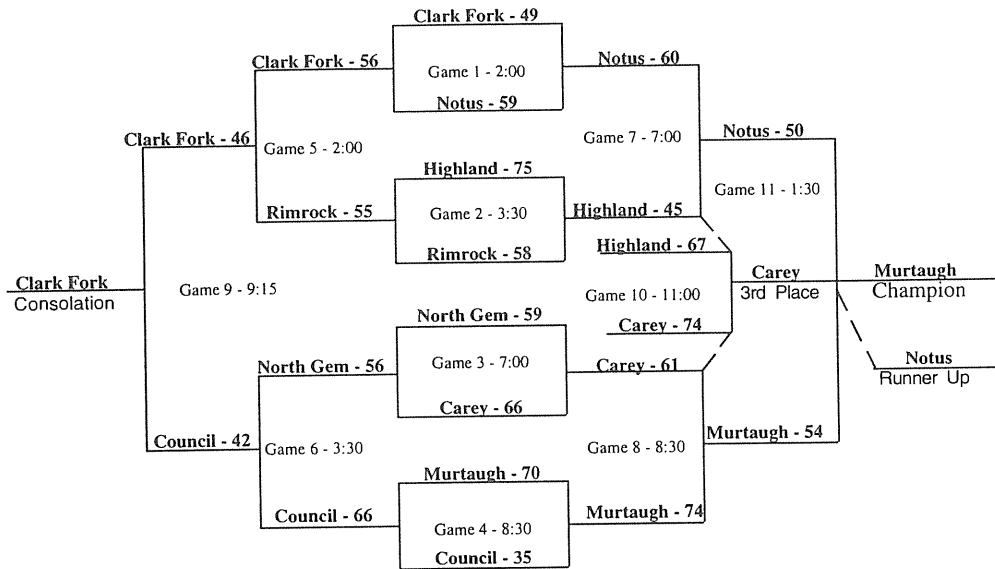 Clark Fork - 49
Clark Fork - 56
Notus - 60
Game 1 - 2:00
Notus - 59
Clark Fork - 46
Game 5 - 2:00
Game 7 - 7:00
Notus - 50
Highland - 75
Game 11 - 1:30
Rimrock - 55
Game 2 - 3:30
Highland - 45
Rimrock - 58
Highland - 67
Clark Fork
Consolation
Game 9 - 9:15
Game 10 - 11:00
Carey
3rd Place
Murtaugh
Champion
North Gem - 59
Carey - 74
North Gem - 56
Game 3 - 7:00
Carey - 61
Notus
Runner Up
Carey - 66
Council - 42
Game 6 - 3:30
Game 8 - 8:30
Murtaugh - 54
Murtaugh - 70
Council - 66
Game 4 - 8:30
Murtaugh - 74
Council - 35